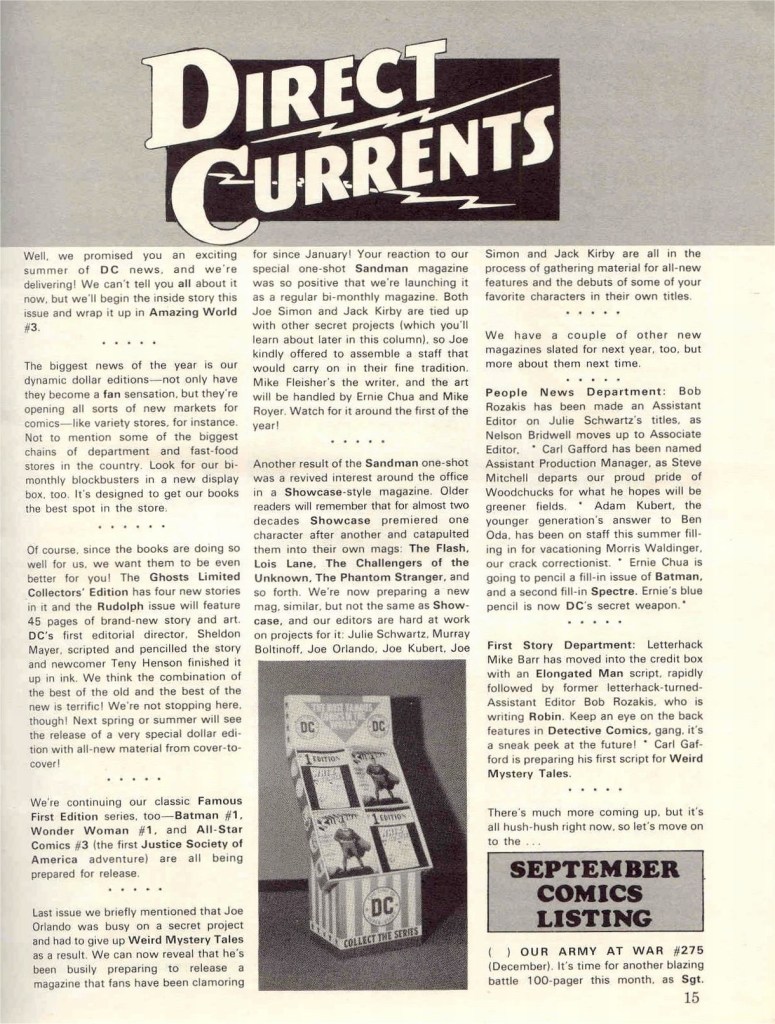 DIRECT
CURRENTS
Well, we promised you an exciting
summer of DC news, and we're
delivering! We can't tell you all about it
now, but we'll begin the inside story this
issue and wrap it up in Amazing World
#3.
* * * * *
The biggest news of the year is our
dynamic dollar editions—not only have
they become a fan sensation, but they're
opening all sorts of new markets for
comics—like variety stores, for instance.
Not to mention some of the biggest
chains of department and fast-food
stores in the country. Look for our bi-
monthly blockbusters in a new display
box, too. It's designed to get our books
the best spot in the store.
* * * * * *
Of course, since the books are doing so
well for us, we want them to be even
better for you! The Ghosts Limited
Collectors' Edition has four new stories
in it and the Rudolph issue will feature
45 pages of brand-new story and art.
DC's first editorial director, Sheldon
Mayer, scripted and pencilled the story
and newcomer Teny Henson finished it
up in ink. We think the combination of
the best of the old and the best of the
new is terrific! We're not stopping here,
though! Next spring or summer will see
the release of a very special dollar edi-
tion with all-new material from cover-to-
cover!
* * * * *
We're continuing our classic Famous
First Edition series, too—Batman #1,
Wonder Woman #1, and All-Star
Comics #3 (the first Justice Society of
America adventure) are all being
prepared for release.
* * * * *
Last issue we briefly mentioned that Joe
Orlando was busy on a secret project
and had to give up Weird Mystery Tales
as a result. We can now reveal that he's
been busily preparing to release a
magazine that fans have been clamoring
for since January! Your reaction to our
special one-shot Sandman magazine
was so positive that we're launching it
as a regular bi-monthly magazine. Both
Joe Simon and Jack Kirby are tied up
with other secret projects (which you'll
learn about later in this column), so Joe
kindly offered to assemble a staff that
would carry on in their fine tradition.
Mike Fleisher's the writer, and the art
will be handled by Ernie Chua and Mike
Royer. Watch for it around the first of the
year!
* * * * *
Another result of the Sandman one-shot
was a revived interest around the office
in a Showcase-style magazine. Older
readers will remember that for almost two
decades Showcase premiered one
character after another and catapulted
them into their own mags: The Flash,
Lois Lane, The Challengers of the
Unknown, The Phantom Stranger, and
so forth. We're now preparing a new
mag, similar, but not the same as Show-
case, and our editors are hard at work
on projects for it: Julie Schwartz, Murray
Boltinoff, Joe Orlando, Joe Kubert, Joe
THE MOST FAMOUS
COMICS IN THE
WORLD
DC
DC
1 EDITION
1 EDITION
DC
COLLECT THE SERIES
Simon and Jack Kirby are all in the
process of gathering material for all-new
features and the debuts of some of your
favorite characters in their own titles.
* * * * *
We have a couple of other new
magazines slated for next year, too, but
more about them next time.
* * * * *
People News Department: Bob
Rozakis has been made an Assistant
Editor on Julie Schwartz's titles, as
Nelson Bridwell moves up to Associate
Editor, * Carl Gafford has been named
Assistant Production Manager, as Steve
Mitchell departs our proud pride of
Woodchucks for what he hopes will be
greener fields. * Adam Kubert, the
younger generation's answer to Ben
Oda, has been on staff this summer fill-
ing in for vacationing Morris Waldinger,
our crack correctionist. * Ernie Chua is
going to pencil a fill-in issue of Batman,
and a second fill-in Spectre. Ernie's blue
pencil is now DC's secret weapon.*
* * * * *
First Story Department: Letterhack
Mike Barr has moved into the credit box
with an Elongated Man script, rapidly
followed by former letterhack-turned-
Assistant Editor Bob Rozakis, who is
writing Robin. Keep an eye on the back
features in Detective Comics, gang, it's
a sneak peek at the future! * Carl Gaf-
ford is preparing his first script for Weird
Mystery Tales.
* * * * *
There's much more coming up, but it's
all hush-hush right now, so let's move on
to the ...
SEPTEMBER
COMICS
LISTING
( ) OUR ARMY AT WAR #275
(December). It's time for another blazing
battle 100-pager this month, as Sgt.
15